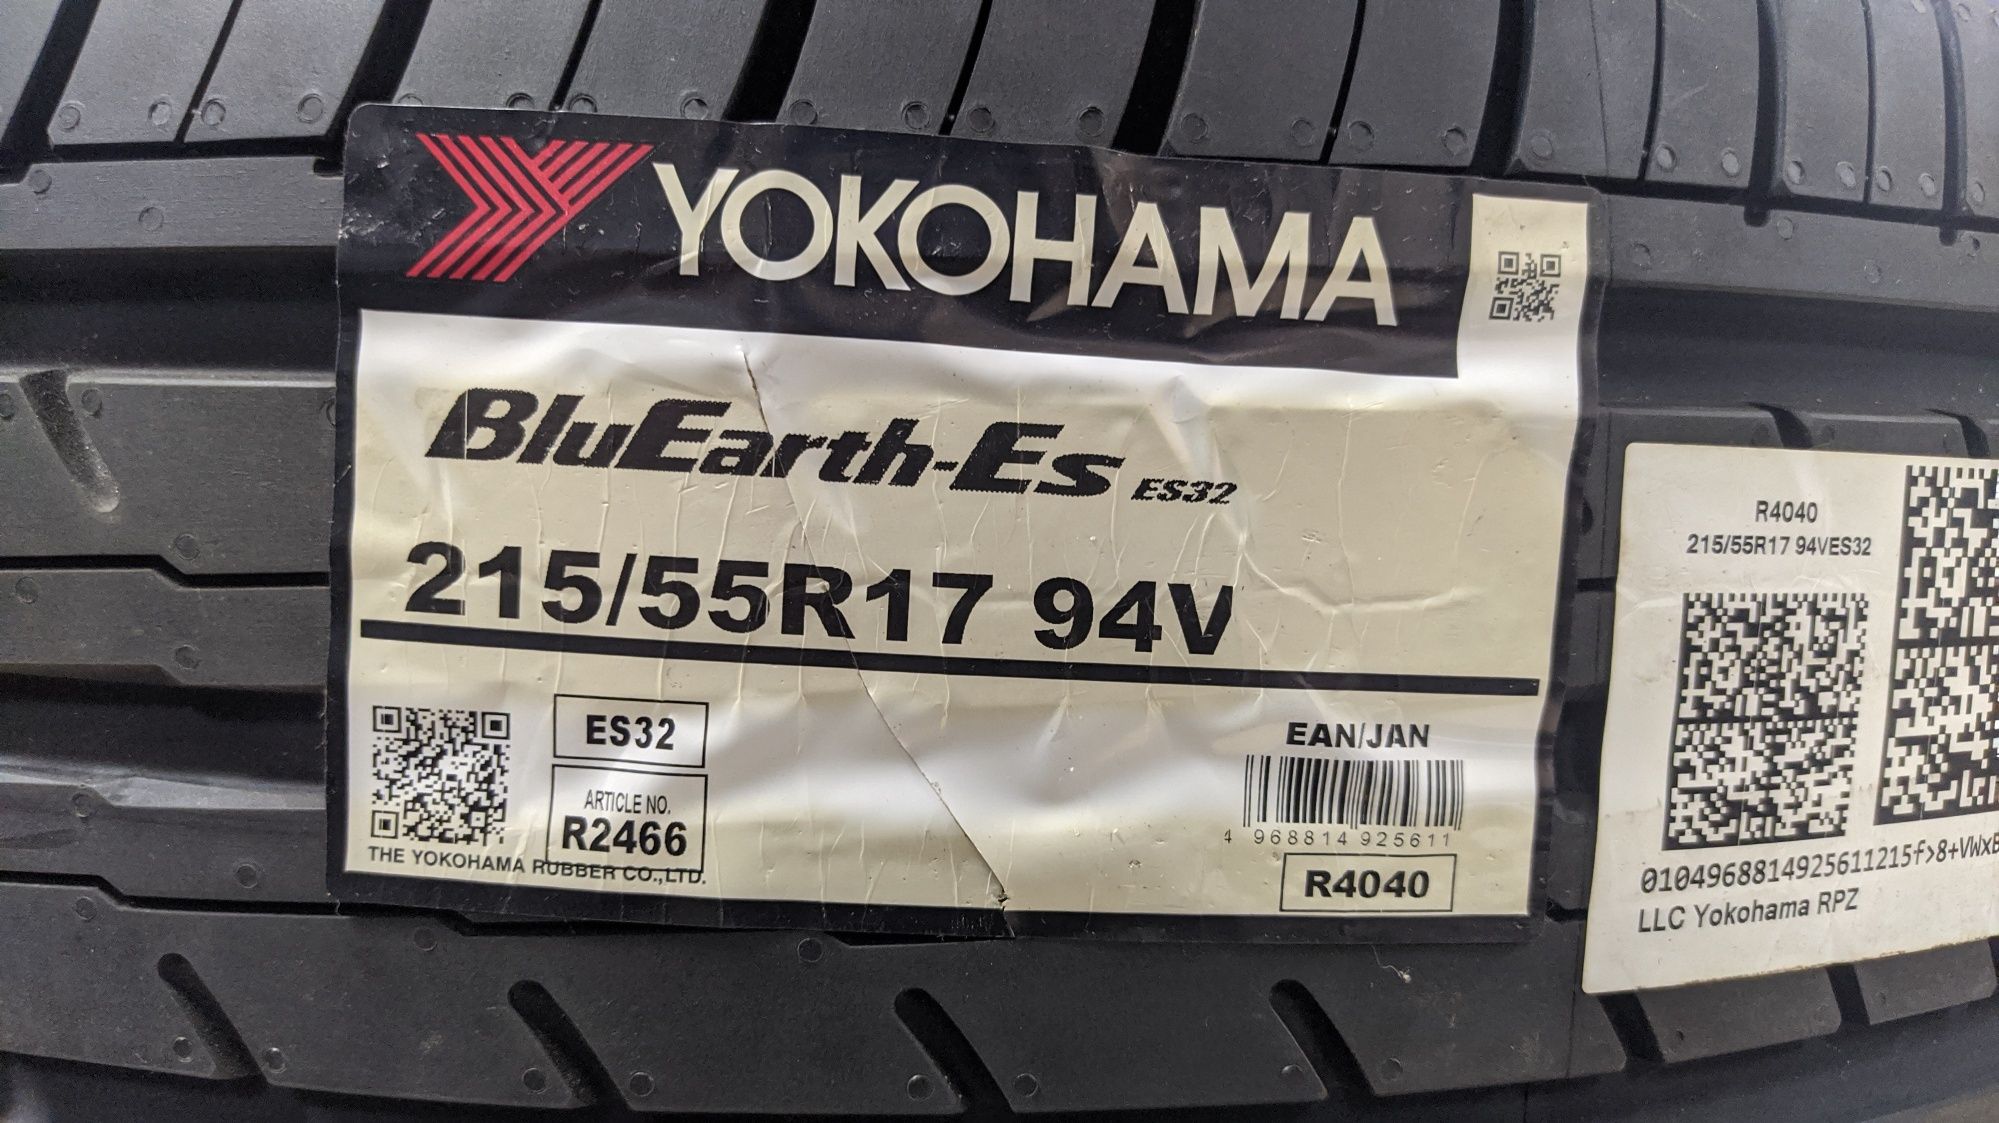 YOKOHAMA
BluEarth-Es ES32
215/55R17 94V
ES32
ARTICLE NO.
R2466
THE YOKOHAMA RUBBER CO.,LTD.
EAN/JAN
4 968814 925611
R4040
R4040
215/55R17 94VES32
0104968814925611215f>8+VWxB
LLC Yokohama RPZ